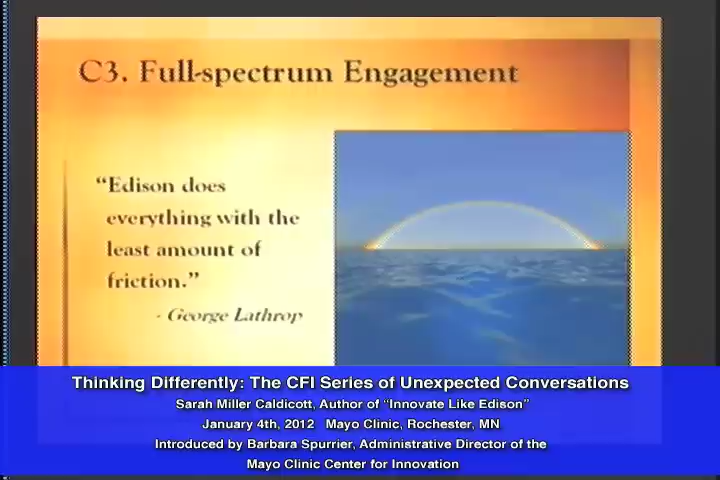 C3. Full-spectrum Engagement
“Edison does
everything with the
least amount of
friction.”
- George Lathrop
Thinking Differently: The CFI Series of Unexpected Conversations
Sarah Miller Caldicott, Author of “Innovate Like Edison”
January 4th, 2012 Mayo Clinic, Rochester, MN
Introduced by Barbara Spurrier, Administrative Director of the
Mayo Clinic Center for Innovation